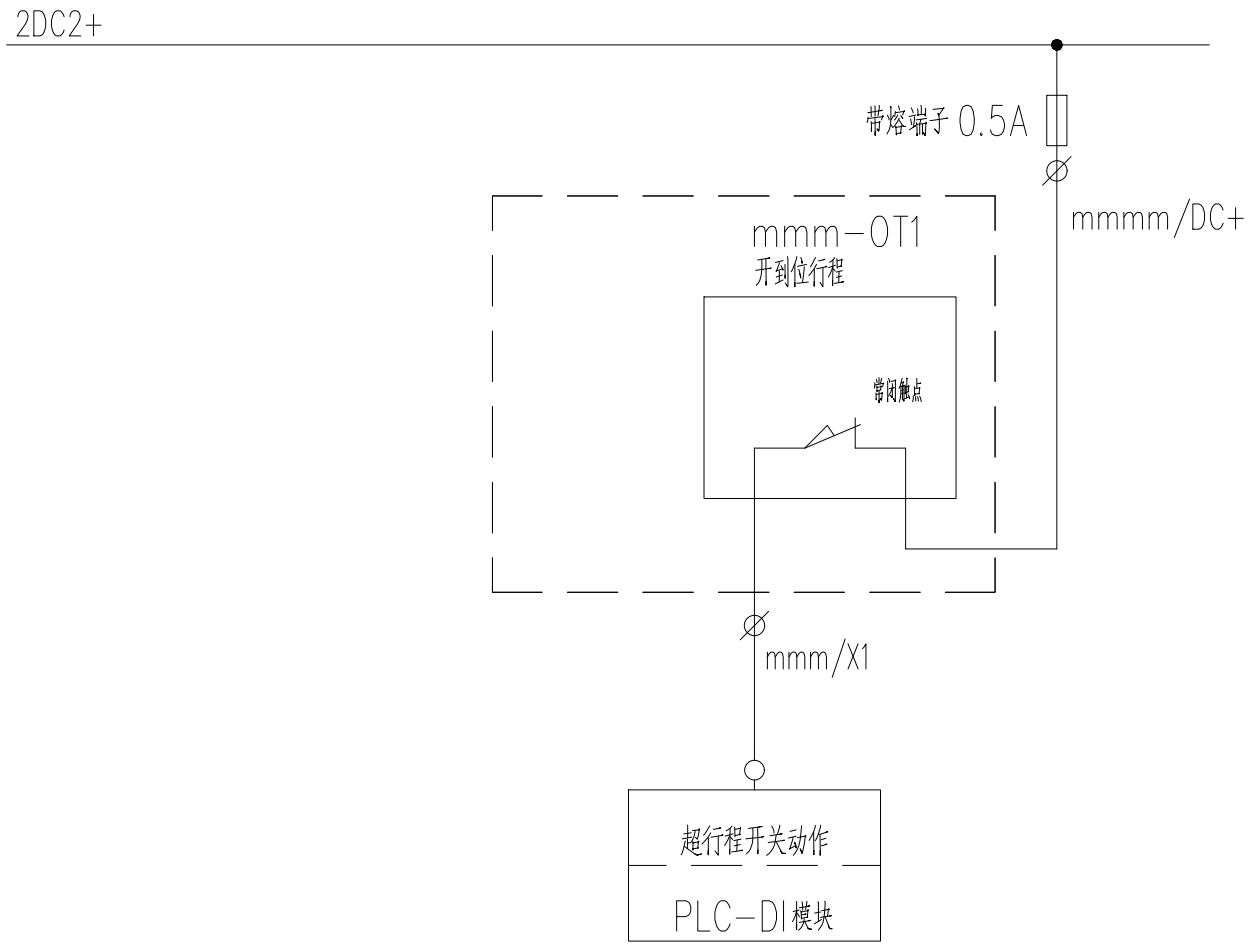 2DC2+
带熔端子 0.5A
mmmm/DC+
mmm-OT1
开到位行程
常闭触点
mmm/X1
超行程开关动作
PLC-DI模块